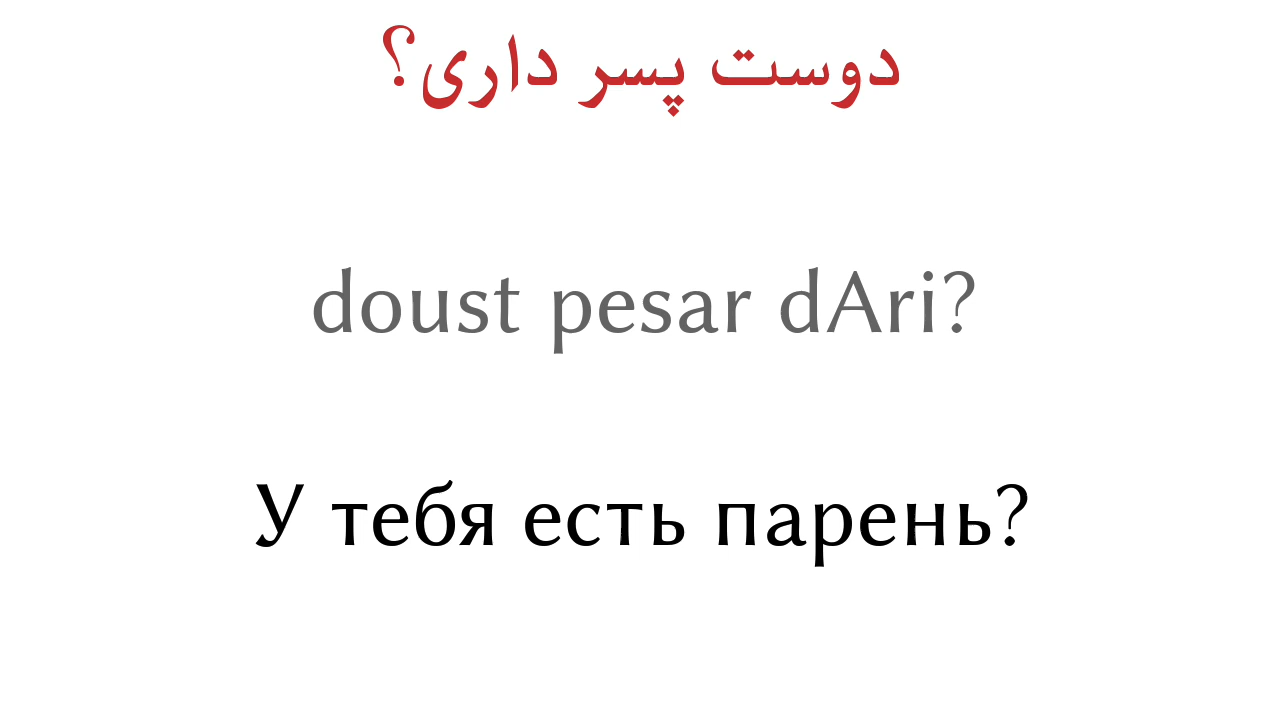 دوست پسر داری؟
doust pesar dAri?
У тебя есть парень?